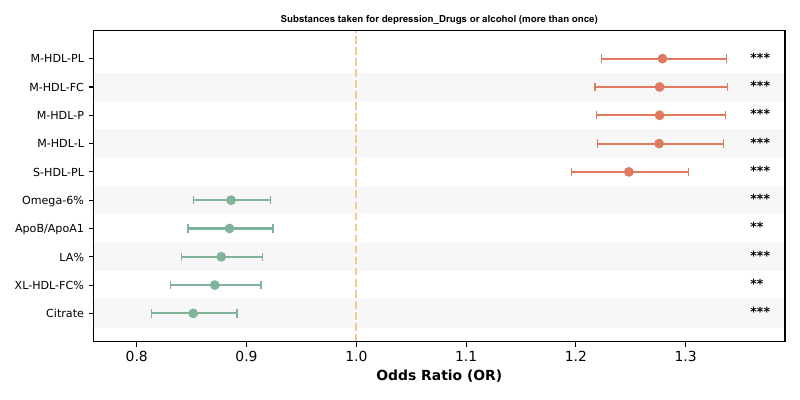 Substances taken for depression_Drugs or alcohol (more than once)
M-HDL-PL ***
M-HDL-FC ***
M-HDL-P ***
M-HDL-L ***
S-HDL-PL ***
Omega-6% ***
ApoB/ApoA1 **
LA% ***
XL-HDL-FC% **
Citrate ***
0.8 0.9 1.0 1.1 1.2 1.3
Odds Ratio (OR)